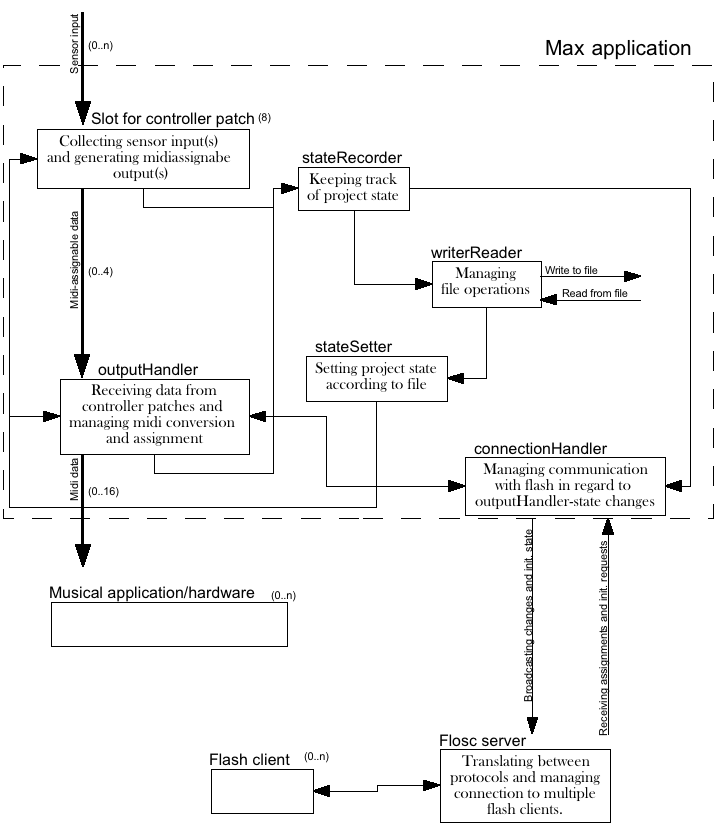 Sensor input
(0..n)
Max application
Slot for controller patch (8)
Collecting sensor input(s)
and generating midiassignabe
output(s)
stateRecorder
Keeping track
of project state
writerReader
Managing
file operations
Write to file
Read from file
Midi-assignable data
(0..4)
stateSetter
Setting project state
according to file
outputHandler
Receiving data from
controller patches and
managing midi conversion
and assignment
connectionHandler
Managing communication
with flash in regard to
outputHandler-state changes
Midi data
(0..16)
Broadcasting changes and init. state
Receiving assignments and init. requests
Musical application/hardware (0..n)
Flosc server
Translating between
protocols and managing
connection to multiple
flash clients.
Flash client (0..n)